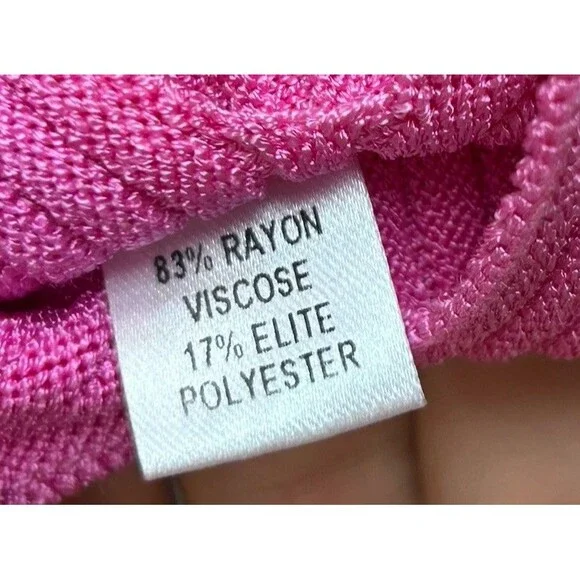 83% RAYON
VISCOSE
17% ELITE
POLYESTER